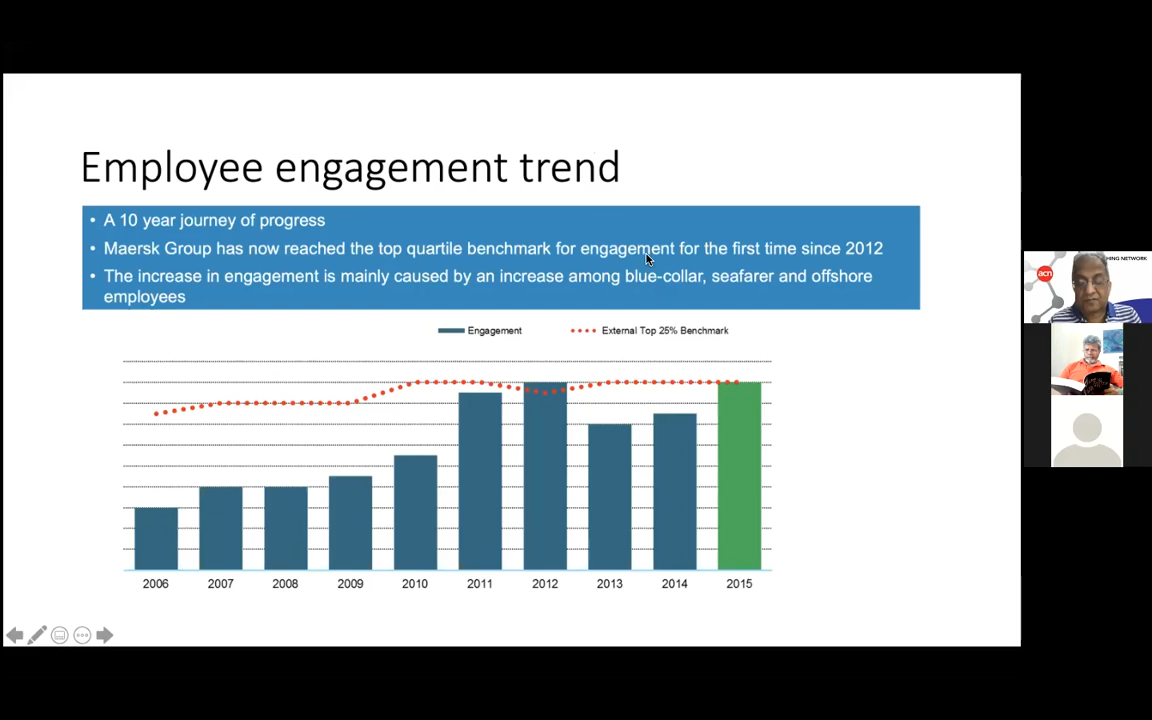 Employee engagement trend
• A 10 year journey of progress
• Maersk Group has now reached the top quartile benchmark for engagement for the first time since 2012
• The increase in engagement is mainly caused by an increase among blue-collar, seafarer and offshore
employees
Engagement
External Top 25% Benchmark
2006 2007 2008 2009 2010 2011 2012 2013 2014 2015
acn
HING NETWORK